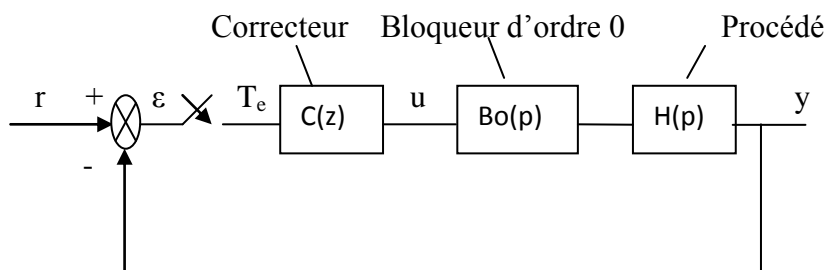 Correcteur Bloqueur d’ordre 0 Procédé
r + ε Te C(z) u Bo(p) H(p) y
-